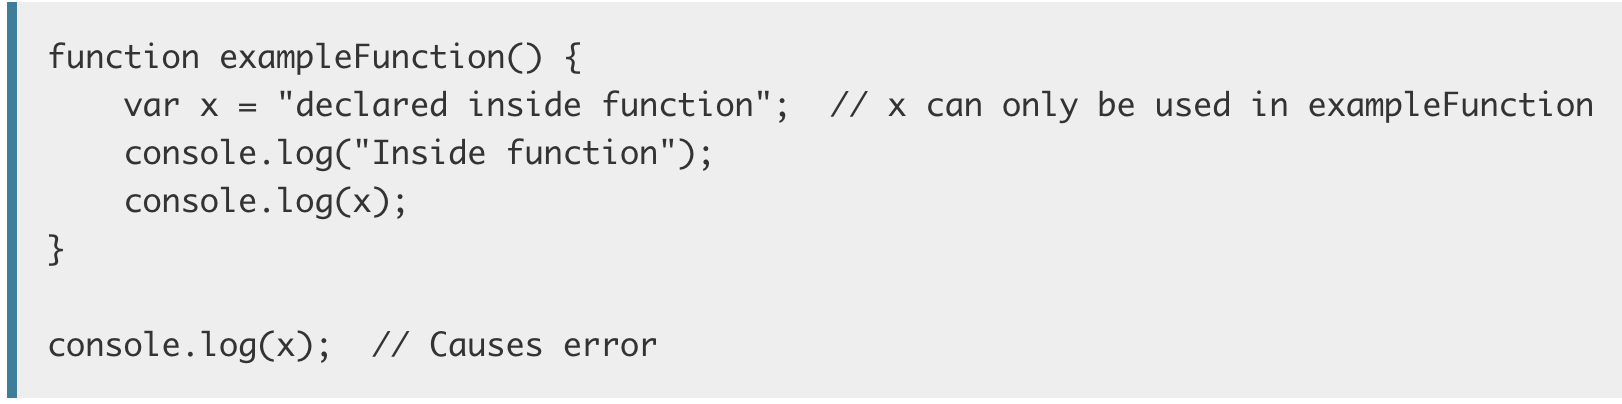 function exampleFunction() {
    var x = "declared inside function";  // x can only be used in exampleFunction
    console.log("Inside function");
    console.log(x);
}

console.log(x);  // Causes error